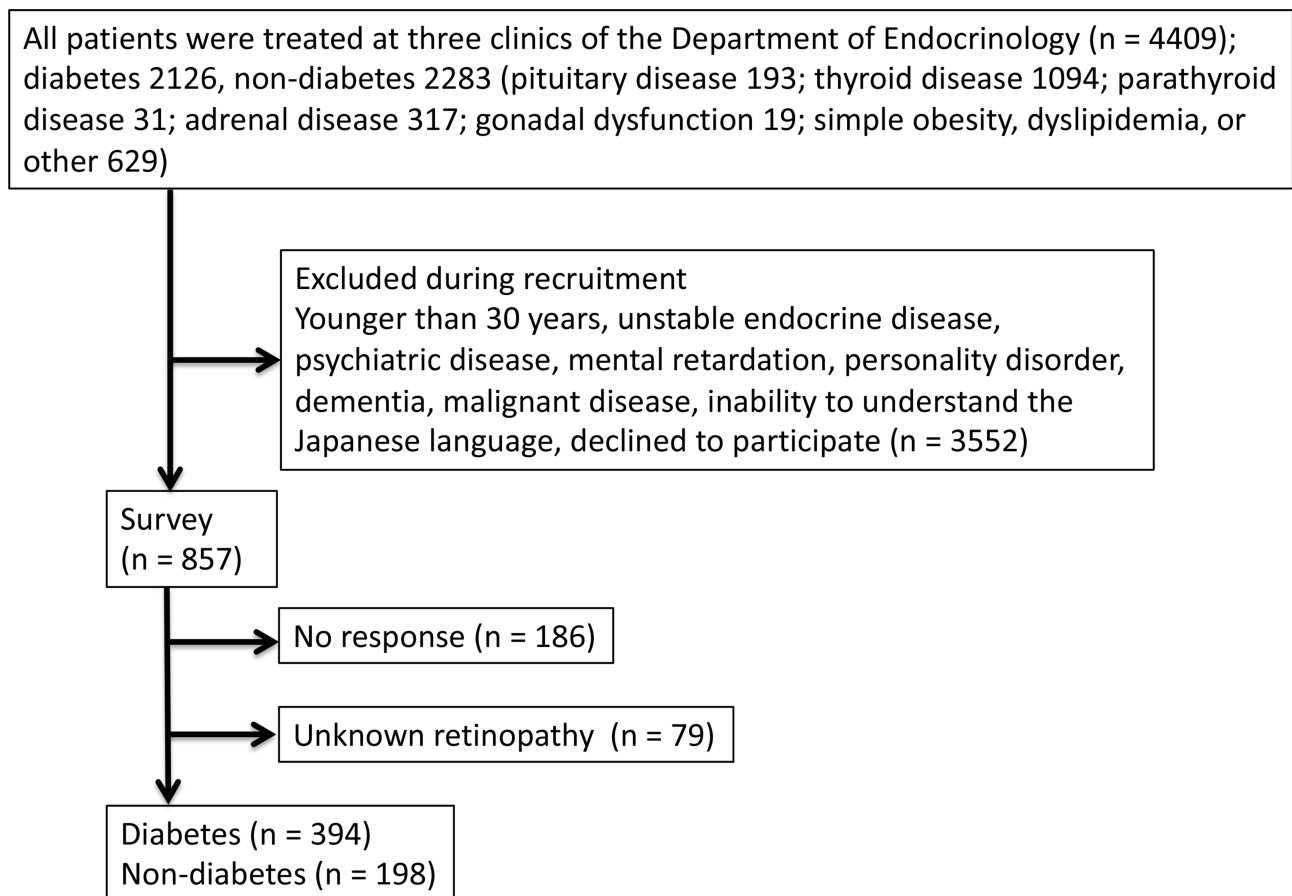 All patients were treated at three clinics of the Department of Endocrinology (n = 4409);
diabetes 2126, non-diabetes 2283 (pituitary disease 193; thyroid disease 1094; parathyroid
disease 31; adrenal disease 317; gonadal dysfunction 19; simple obesity, dyslipidemia, or
other 629)
Excluded during recruitment
Younger than 30 years, unstable endocrine disease,
psychiatric disease, mental retardation, personality disorder,
dementia, malignant disease, inability to understand the
Japanese language, declined to participate (n = 3552)
Survey
(n = 857)
No response (n = 186)
Unknown retinopathy (n = 79)
Diabetes (n = 394)
Non-diabetes (n = 198)